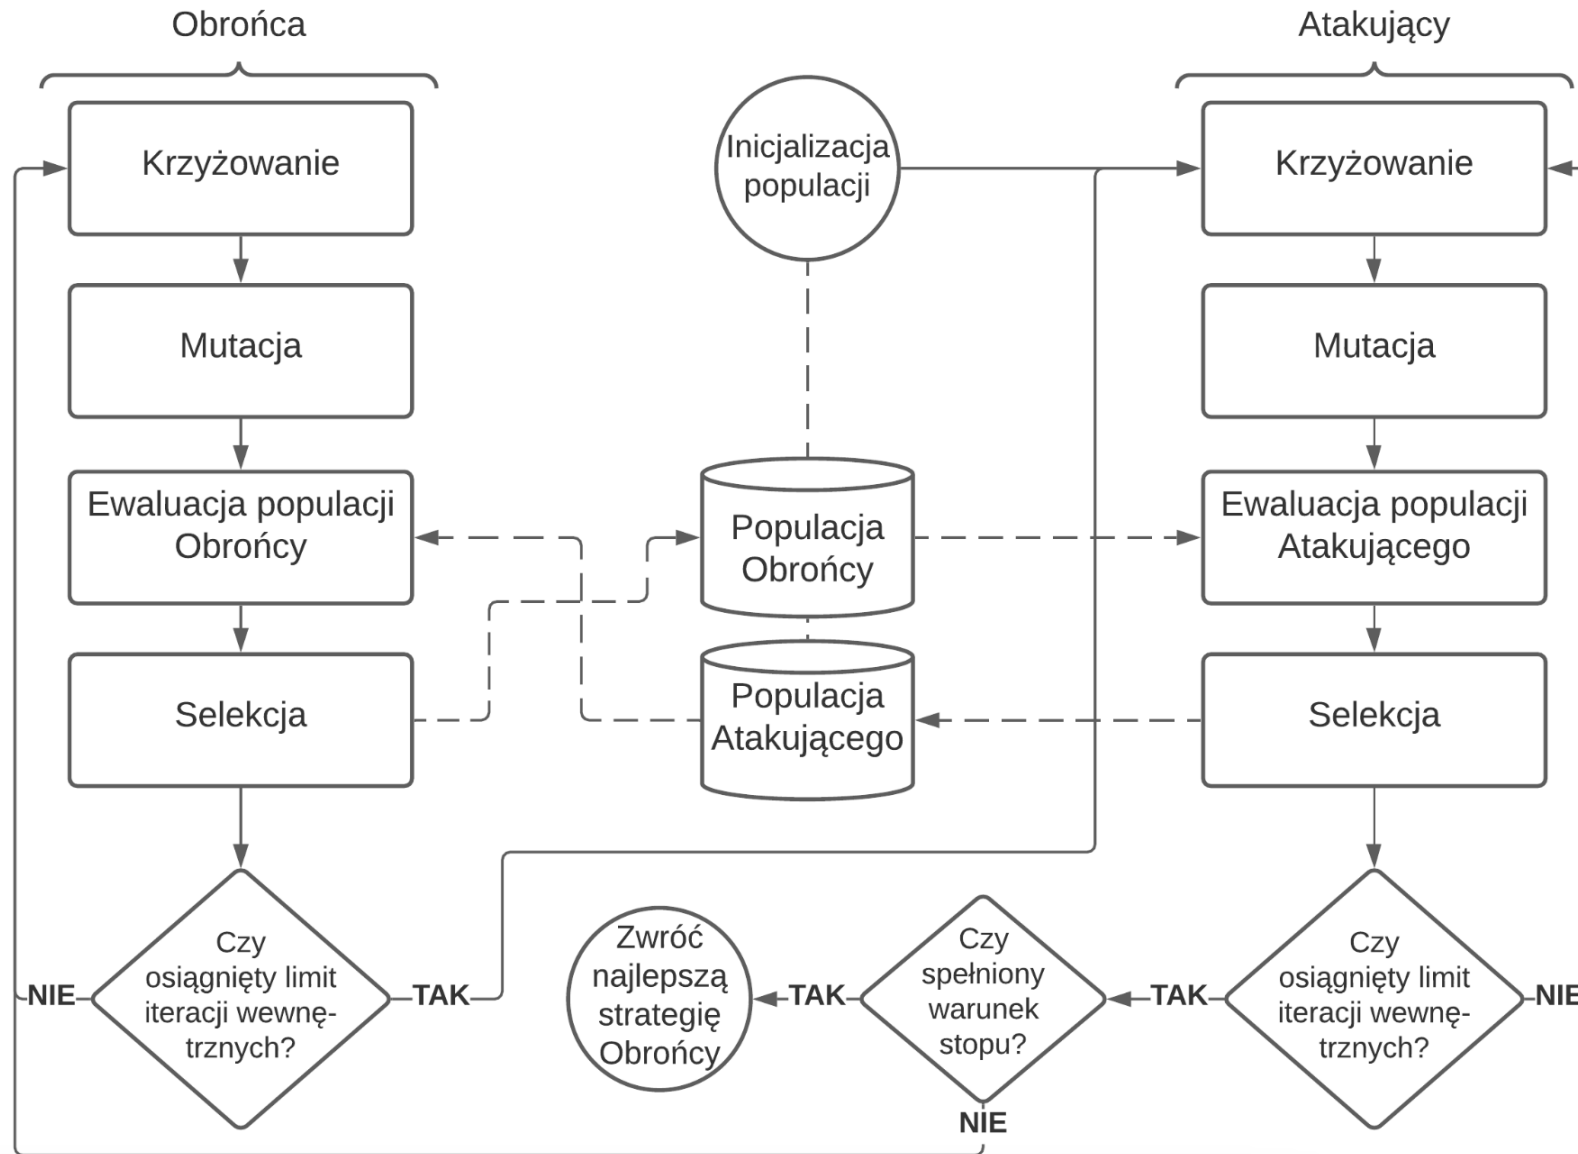 Obrońca
Krzyżowanie
Mutacja
Ewaluacja populacji
Obrońcy
Selekcja
Czy
osiągnięty limit
iteracji wewnę-
trznych?
NIE
TAK
Inicjalizacja
populacji
Populacja
Obrońcy
Populacja
Atakującego
Zwróć
najlepszą
strategię
Obrońcy
TAK
Czy
spełniony
warunek
stopu?
NIE
TAK
Atakujący
Krzyżowanie
Mutacja
Ewaluacja populacji
Atakującego
Selekcja
Czy
osiągnięty limit
iteracji wewnę-
trznych?
NIE